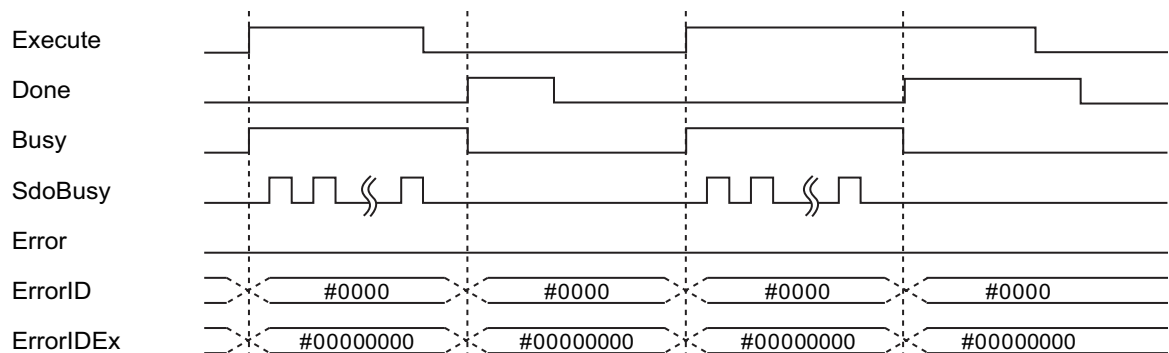 Execute
Done
Busy
SdoBusy
Error
ErrorID #0000 #0000 #0000 #0000
ErrorIDEx #00000000 #00000000 #00000000 #00000000